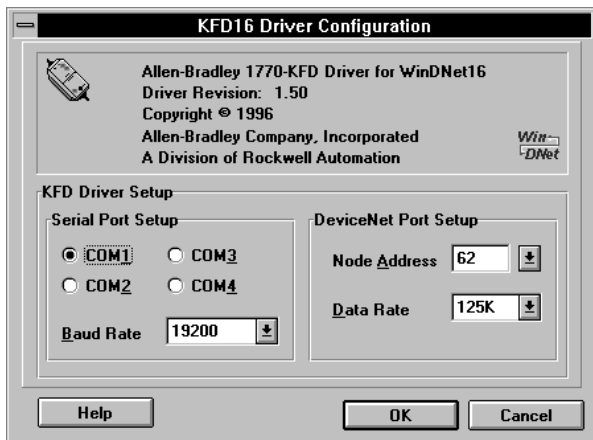 KFD16 Driver Configuration
Allen-Bradley 1770-KFD Driver for WinDNet16
Driver Revision: 1.50
Copyright © 1996
Allen-Bradley Company, Incorporated
A Division of Rockwell Automation
Win-
DNet
KFD Driver Setup
Serial Port Setup
COM1
COM3
COM2
COM4
Baud Rate 19200
DeviceNet Port Setup
Node Address 62
Data Rate 125K
Help
OK
Cancel